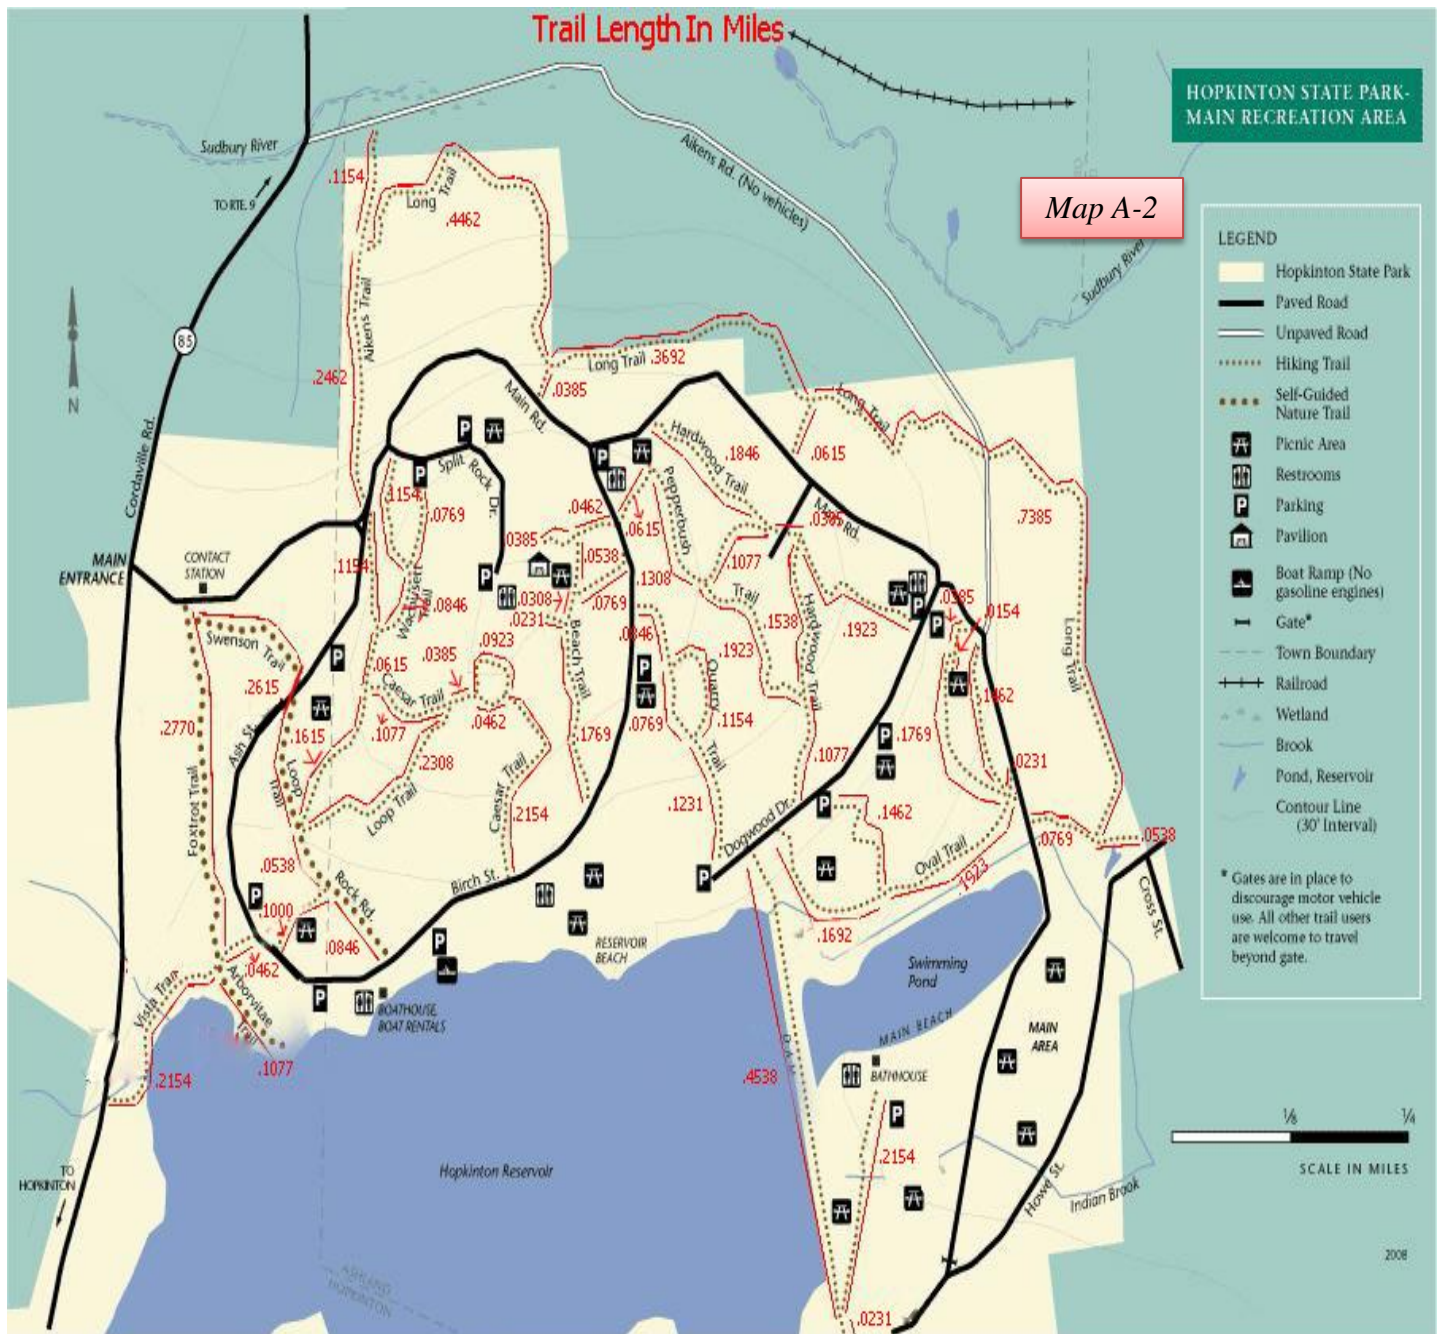 Trail Length In Miles
HOPKINTON STATE PARK-
MAIN RECREATION AREA
Map A-2
Sudbury River
TO RTE. 9
85
N
Cordaville Rd.
MAIN
ENTRANCE
CONTACT
STATION
Aikens Rd. (No vehicles)
Sudbury River
.1154
Long Trail
.4462
Aikens Trail
.2462
Long Trail
.3692
.0385
Main Rd.
Long Trail
.0615
.7385
Long Trail
Hardwood Trail
.1846
Main Rd.
.0385
Split Rock Dr.
.1154
.0769
.1154
Wachusett Trail
.0846
.0462
.0385
.0538
.0308
.0231
.0769
.0615
Pepperbush
Trail
.1308
.1077
.1538
Hardwood Trail
.1923
.0385
.0154
.1462
Swenson Trail
.2615
.2770
Foxtrot Trail
Ash St.
.1615
Loop Trail
.0615
.0385
.0923
Caesar Trail
.1077
.0462
.2308
Loop Trail
Caesar Trail
.2154
Beach Trail
.1769
.0846
.0769
.1923
Quarry
Trail
.1154
.1231
.1077
.1769
.0231
Dogwood Dr.
.1462
Oval Trail
.1923
.1692
.0769
.0538
Cross St.
.0538
Rock Rd.
.1000
.0846
.0462
Birch St.
Vista Trail
Arborvitae
Trail
.1077
.2154
BOATHOUSE,
BOAT RENTALS
RESERVOIR
BEACH
Swimming
Pond
MAIN BEACH
BATHHOUSE
MAIN
AREA
DAM
.4538
.2154
.0231
Howe St.
Indian Brook
Hopkinton Reservoir
TO
HOPKINTON
ASHLAND
HOPKINTON
LEGEND
Hopkinton State Park
Paved Road
Unpaved Road
Hiking Trail
Self-Guided
Nature Trail
Picnic Area
Restrooms
P
Parking
Pavilion
Boat Ramp (No
gasoline engines)
Gate*
Town Boundary
Railroad
Wetland
Brook
Pond, Reservoir
Contour Line
(30' Interval)
* Gates are in place to
discourage motor vehicle
use. All other trail users
are welcome to travel
beyond gate.
⅛ ¼
SCALE IN MILES
2008